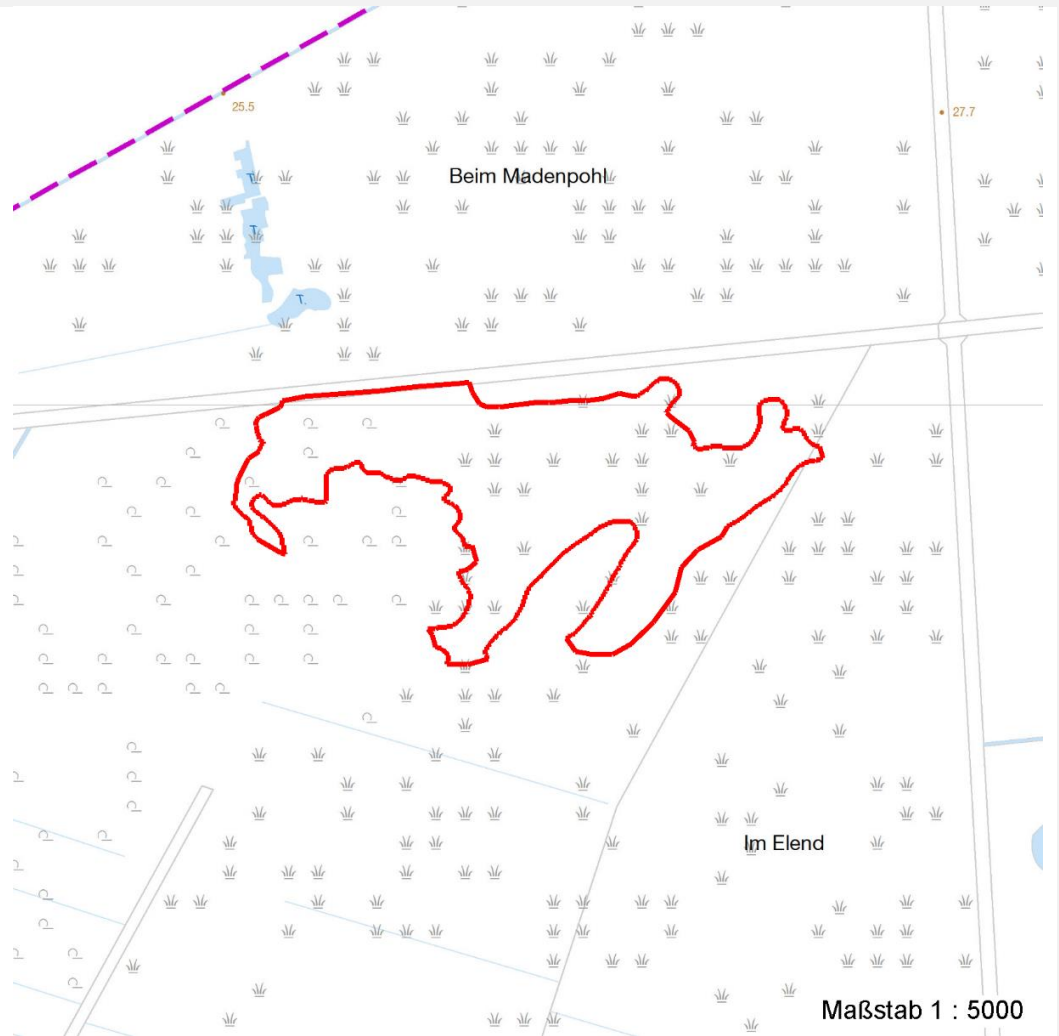 25.5
27.7
Beim Madenpohl
T.
T.
T.
Im Elend
Maßstab 1 : 5000